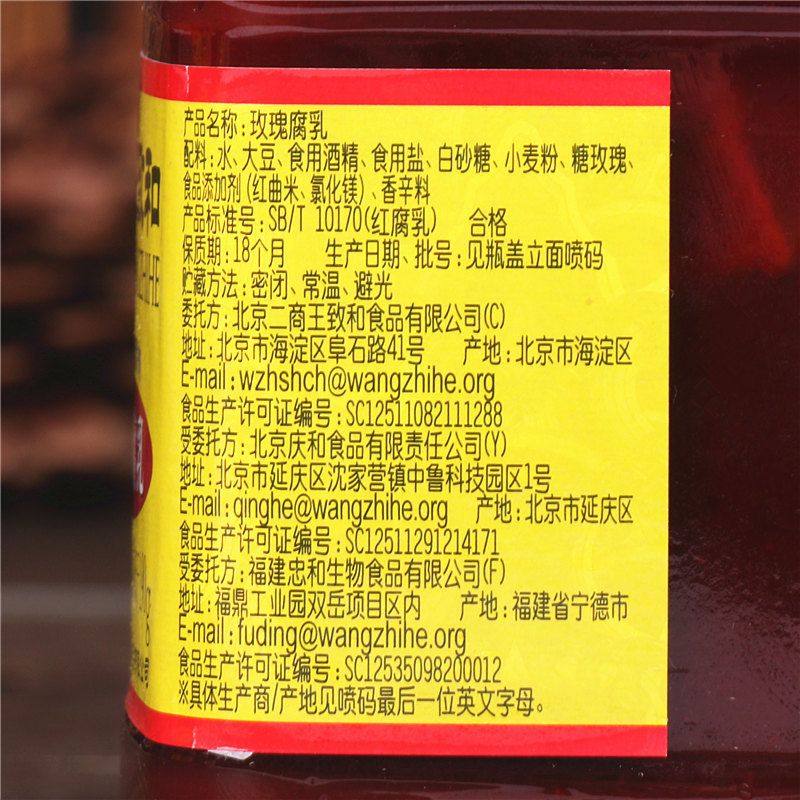 产品名称：玫瑰腐乳
配料：水、大豆、食用酒精、食用盐、白砂糖、小麦粉、糖玫瑰、
食品添加剂（红曲米、氯化镁）、香辛料
产品标准号：SB/T 10170(红腐乳) 合格
保质期：18个月 生产日期、批号：见瓶盖立面喷码
贮藏方法：密闭、常温、避光
委托方：北京二商王致和食品有限公司(C)
地址：北京市海淀区阜石路41号 产地：北京市海淀区
E-mail：wzhshch@wangzhihe.org
食品生产许可证编号：SC12511082111288
受委托方：北京庆和食品有限责任公司(Y)
地址：北京市延庆区沈家营镇中鲁科技园区1号
E-mail：qinghe@wangzhihe.org 产地：北京市延庆区
食品生产许可证编号：SC12511291214171
受委托方：福建忠和生物食品有限公司(F)
地址：福鼎工业园双岳项目区内 产地：福建省宁德市
E-mail：fuding@wangzhihe.org
食品生产许可证编号：SC12535098200012
※具体生产商/产地见喷码最后一位英文字母。